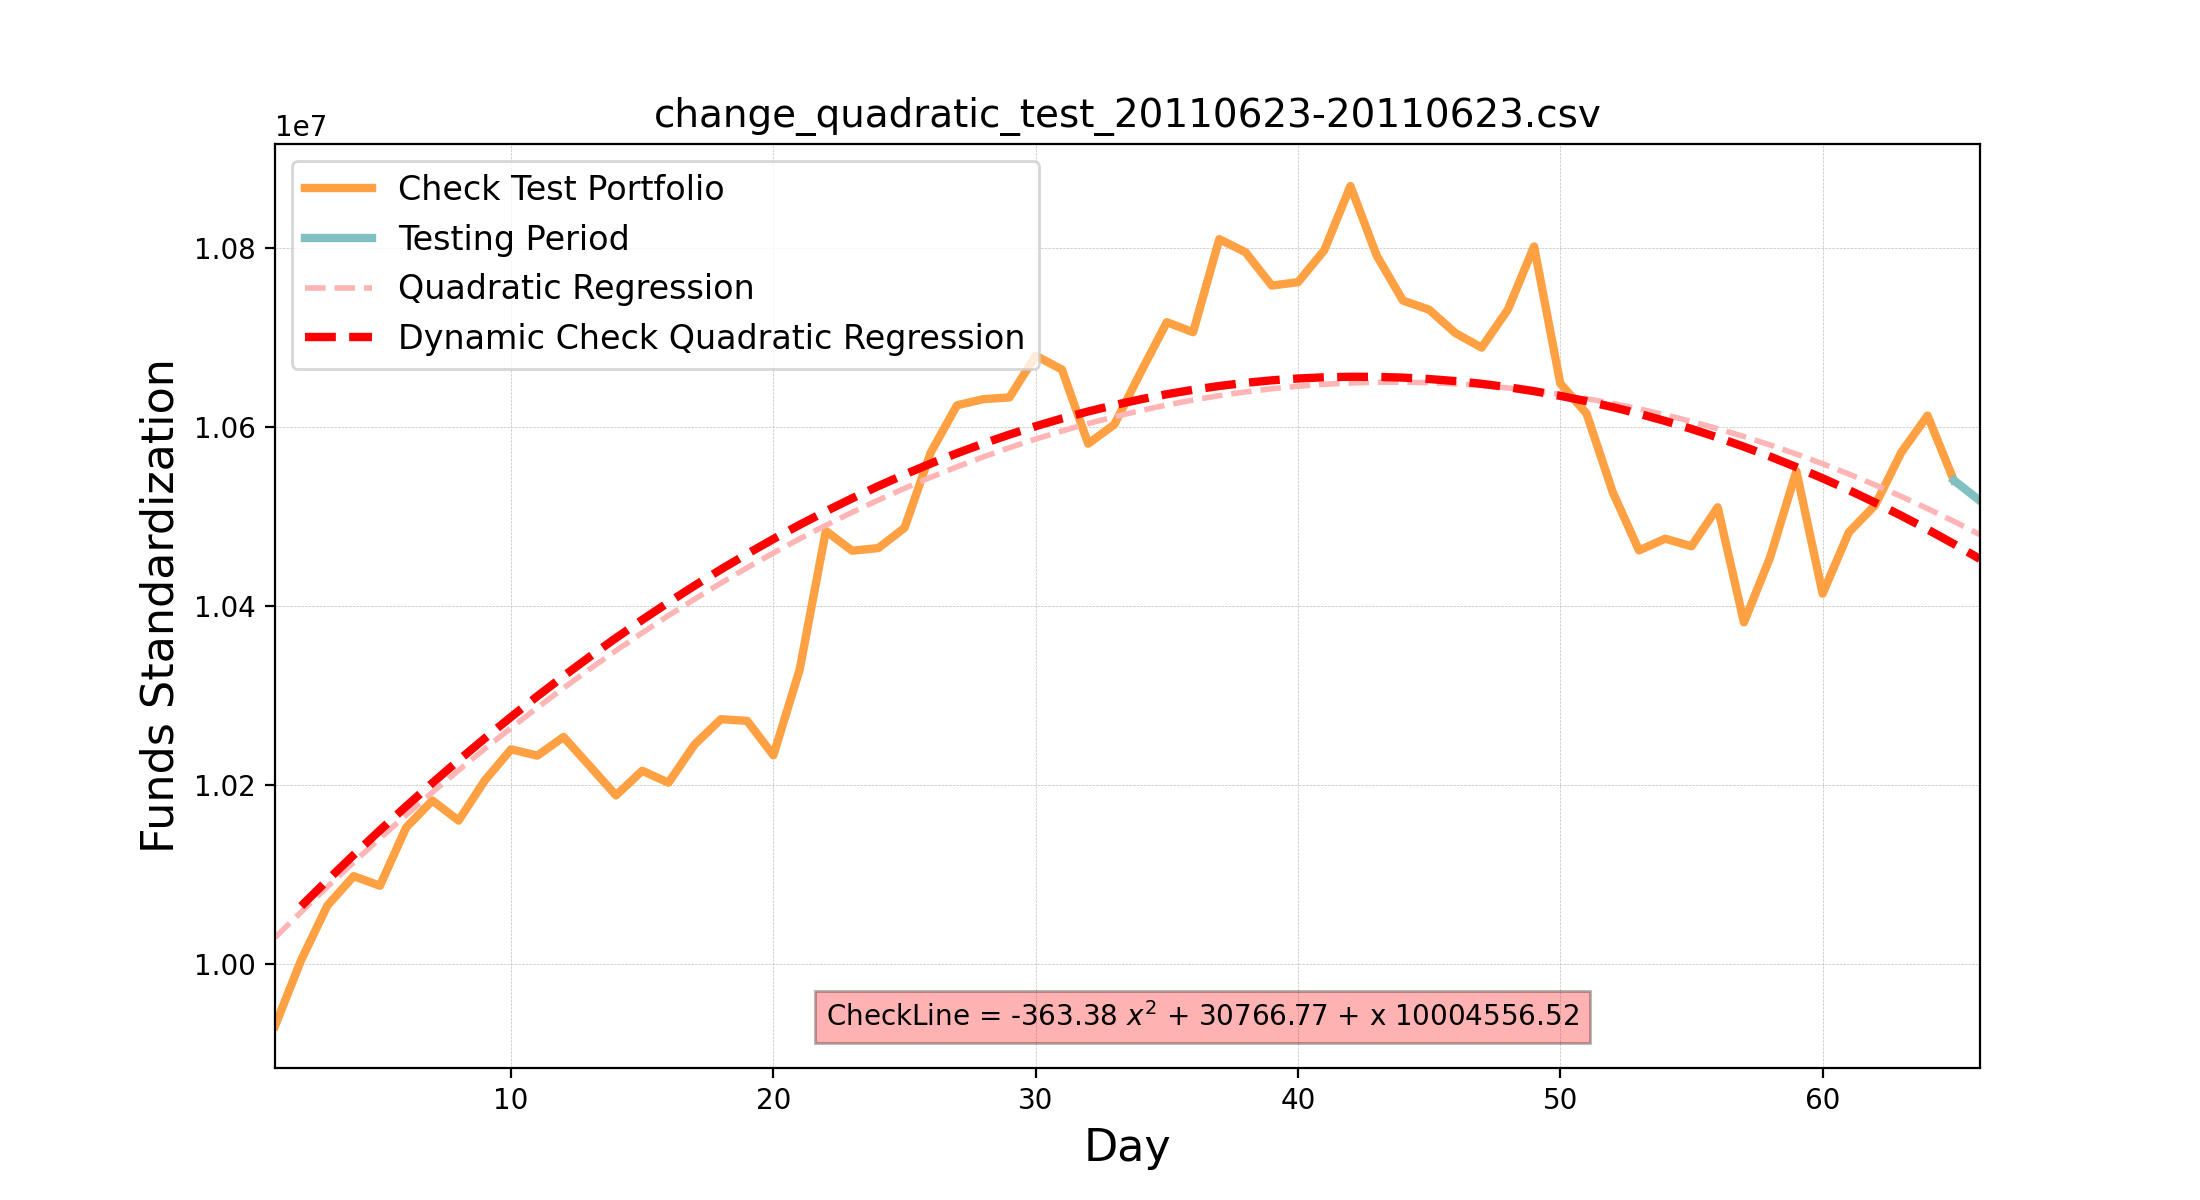 change_quadratic_test_20110623-20110623.csv
1e7
Check Test Portfolio
Testing Period
Quadratic Regression
Dynamic Check Quadratic Regression
1.08
1.06
1.04
1.02
1.00
Funds Standardization
CheckLine = -363.38 x² + 30766.77 + x 10004556.52
10 20 30 40 50 60
Day